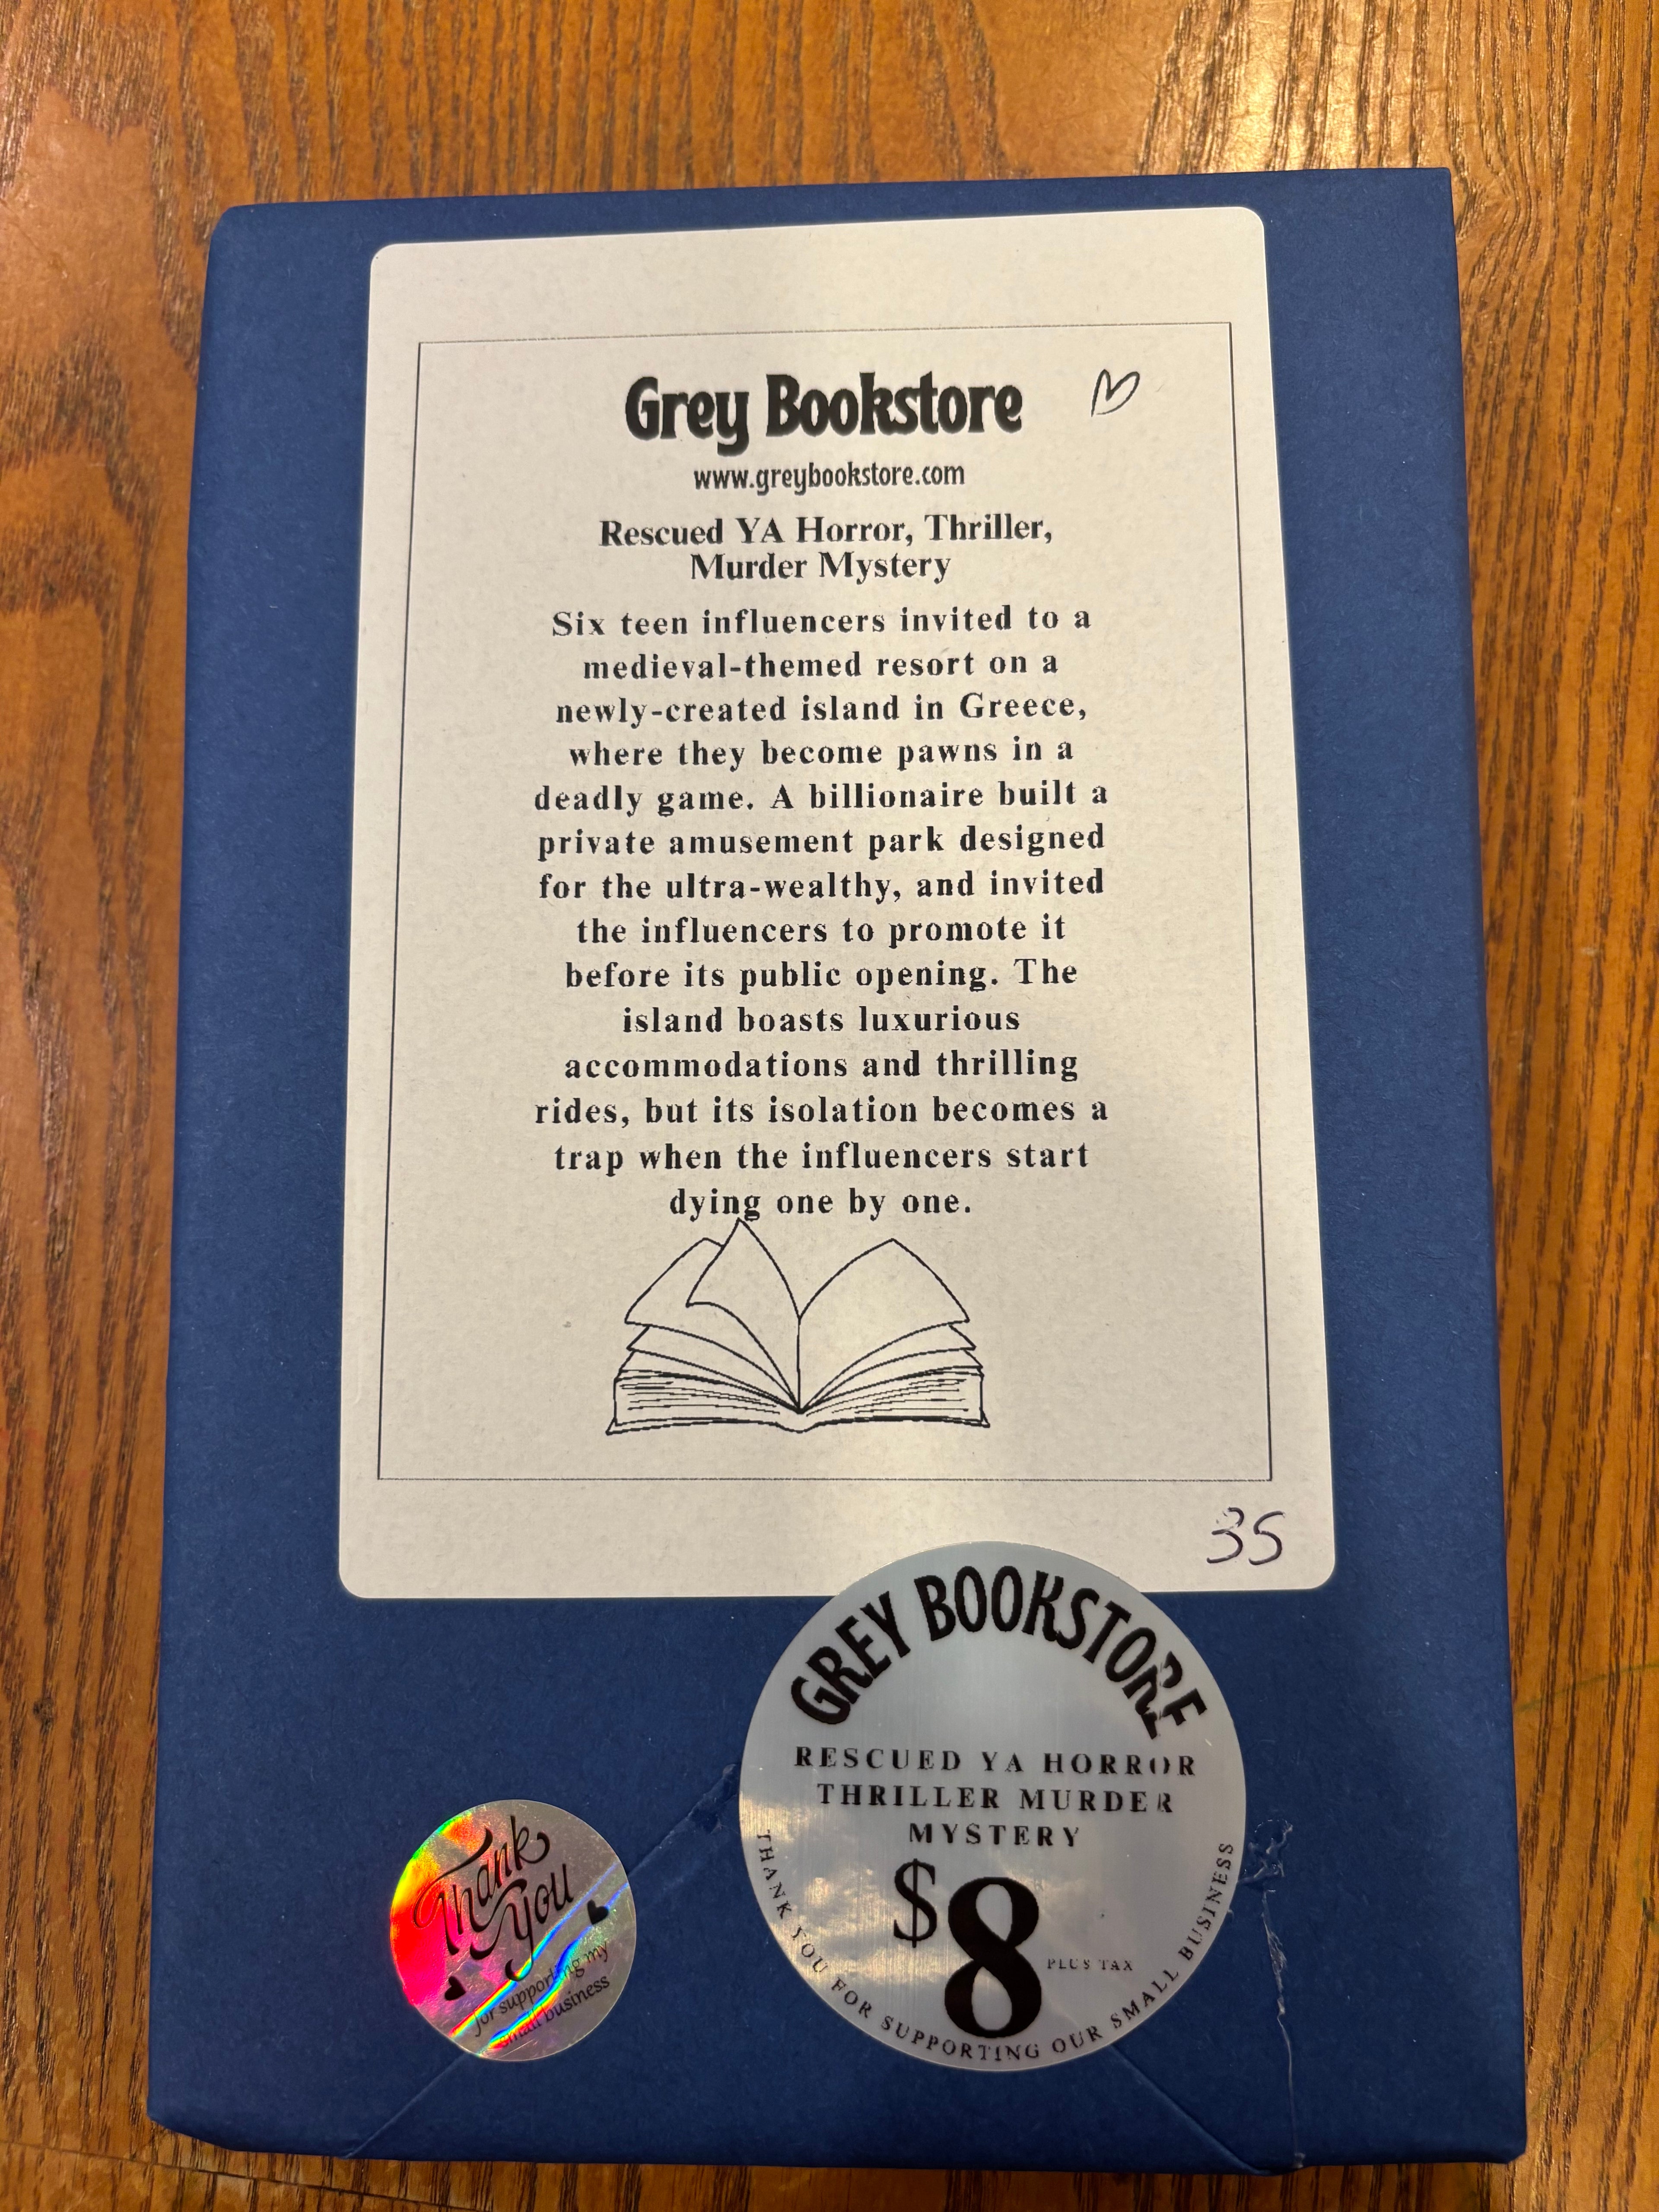 Grey Bookstore
www.greybookstore.com
Rescued YA Horror, Thriller,
Murder Mystery
Six teen influencers invited to a
medieval-themed resort on a
newly-created island in Greece,
where they become pawns in a
deadly game. A billionaire built a
private amusement park designed
for the ultra-wealthy, and invited
the influencers to promote it
before its public opening. The
island boasts luxurious
accommodations and thrilling
rides, but its isolation becomes a
trap when the influencers start
dying one by one.
35
GREY BOOKSTORE
RESCUED YA HORROR
THRILLER MURDER
MYSTERY
$8
PLUS TAX
THANK YOU FOR SUPPORTING OUR SMALL BUSINESS
Thank
You
for supporting my
small business